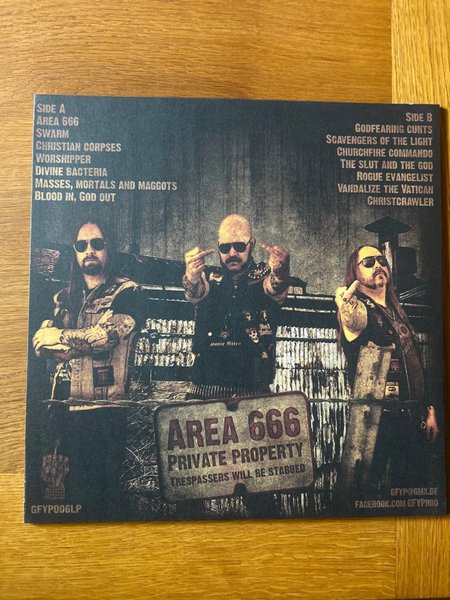 Side A
Area 666
Swarm
Christian Corpses
Worshipper
Divine Bacteria
Masses, Mortals and Maggots
Blood in, God out
Side B
Godfearing Cunts
Scavengers of the Light
Churchfire Commando
The Slut and the God
Rogue Evangelist
Vandalize the Vatican
Christcrawler
AREA 666
PRIVATE PROPERTY
TRESPASSERS WILL BE STABBED
GFYP006LP
GFYP@GMX.DE
FACEBOOK.COM GFYPROD